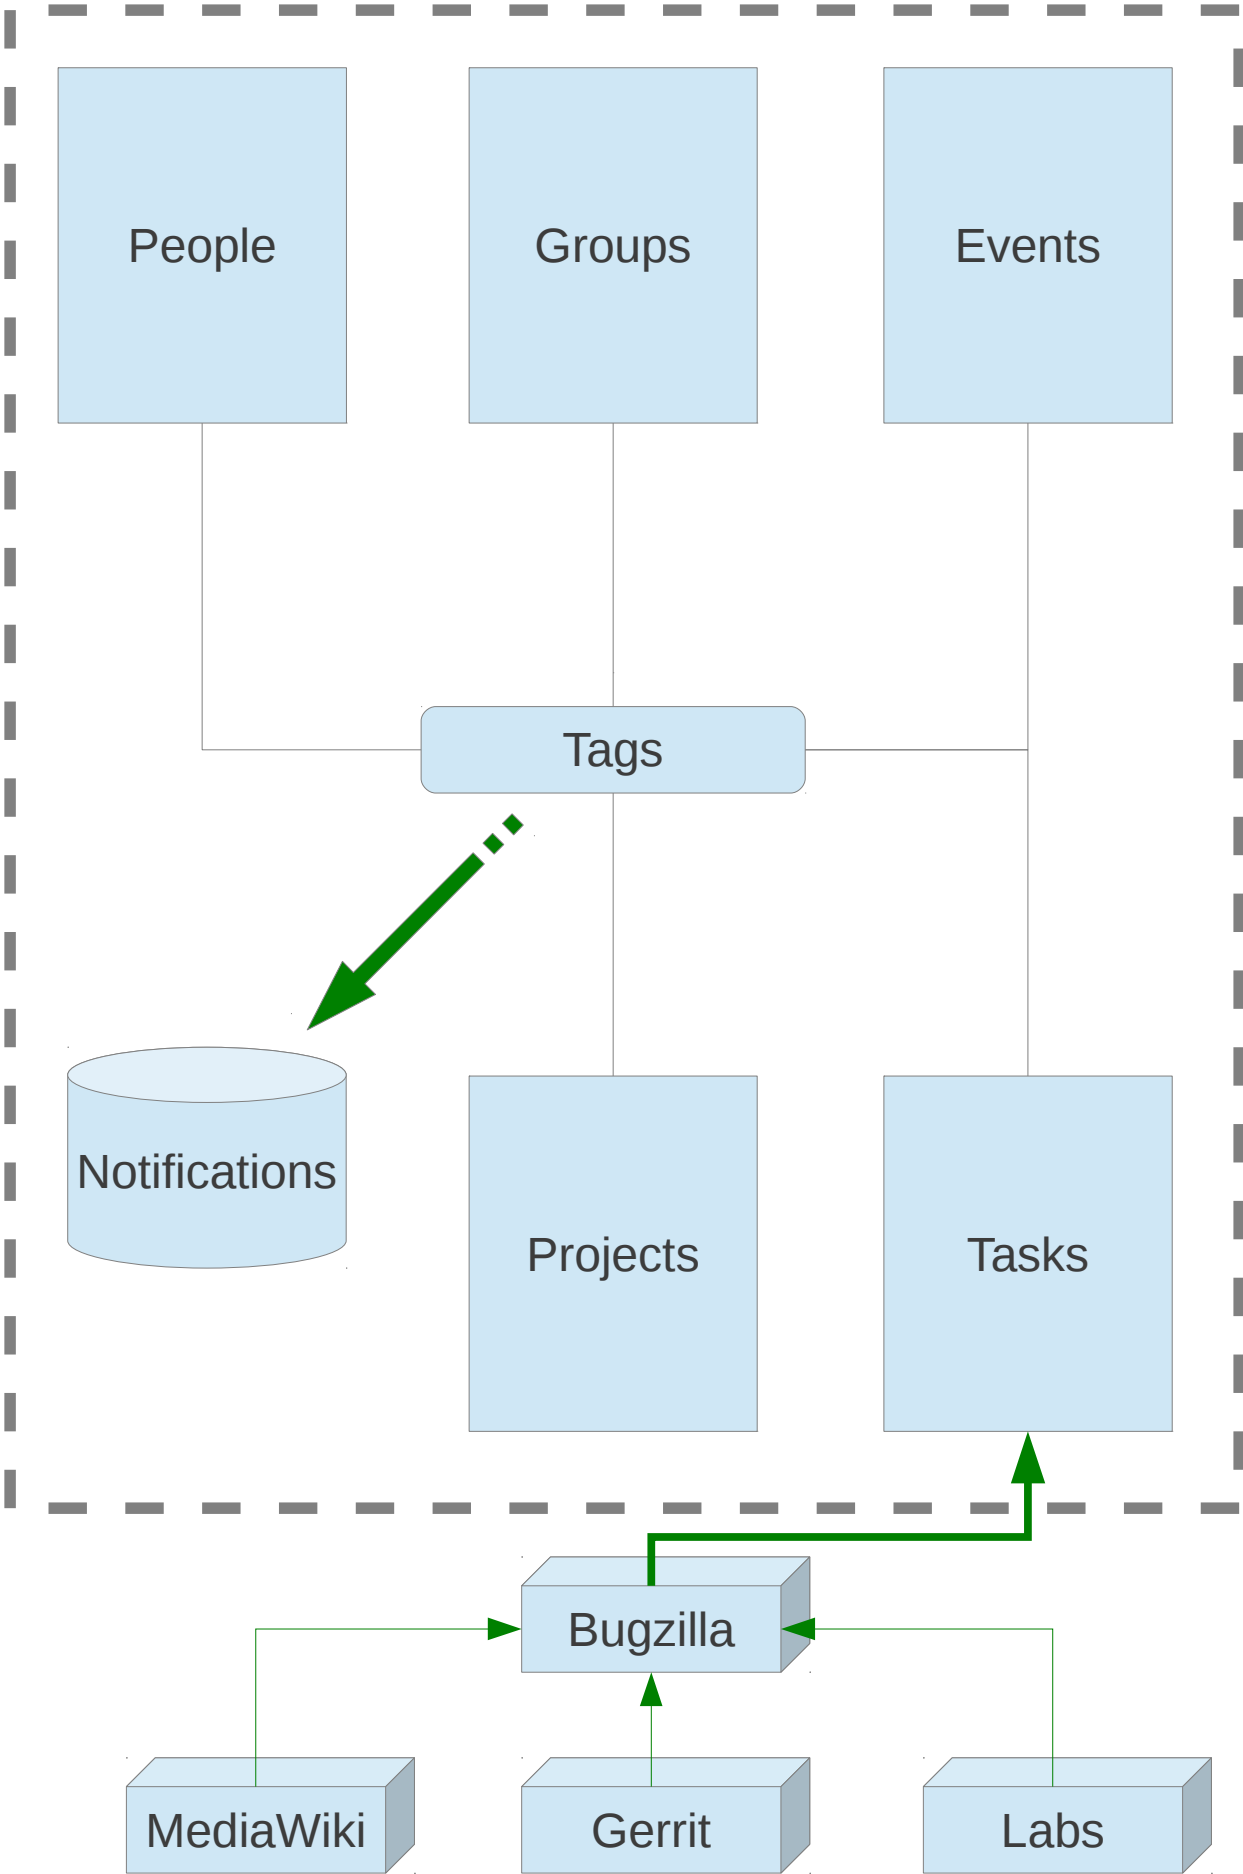 People
Groups
Events
Tags
Notifications
Projects
Tasks
Bugzilla
MediaWiki
Gerrit
Labs